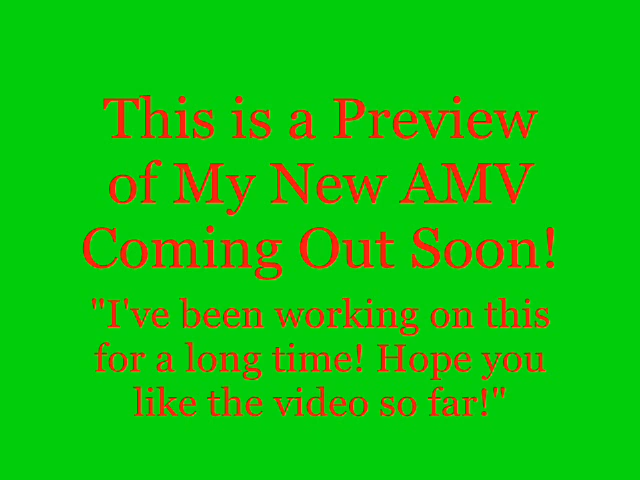 This is a Preview
of My New AMV
Coming Out Soon!
"I've been working on this
for a long time! Hope you
like the video so far!"